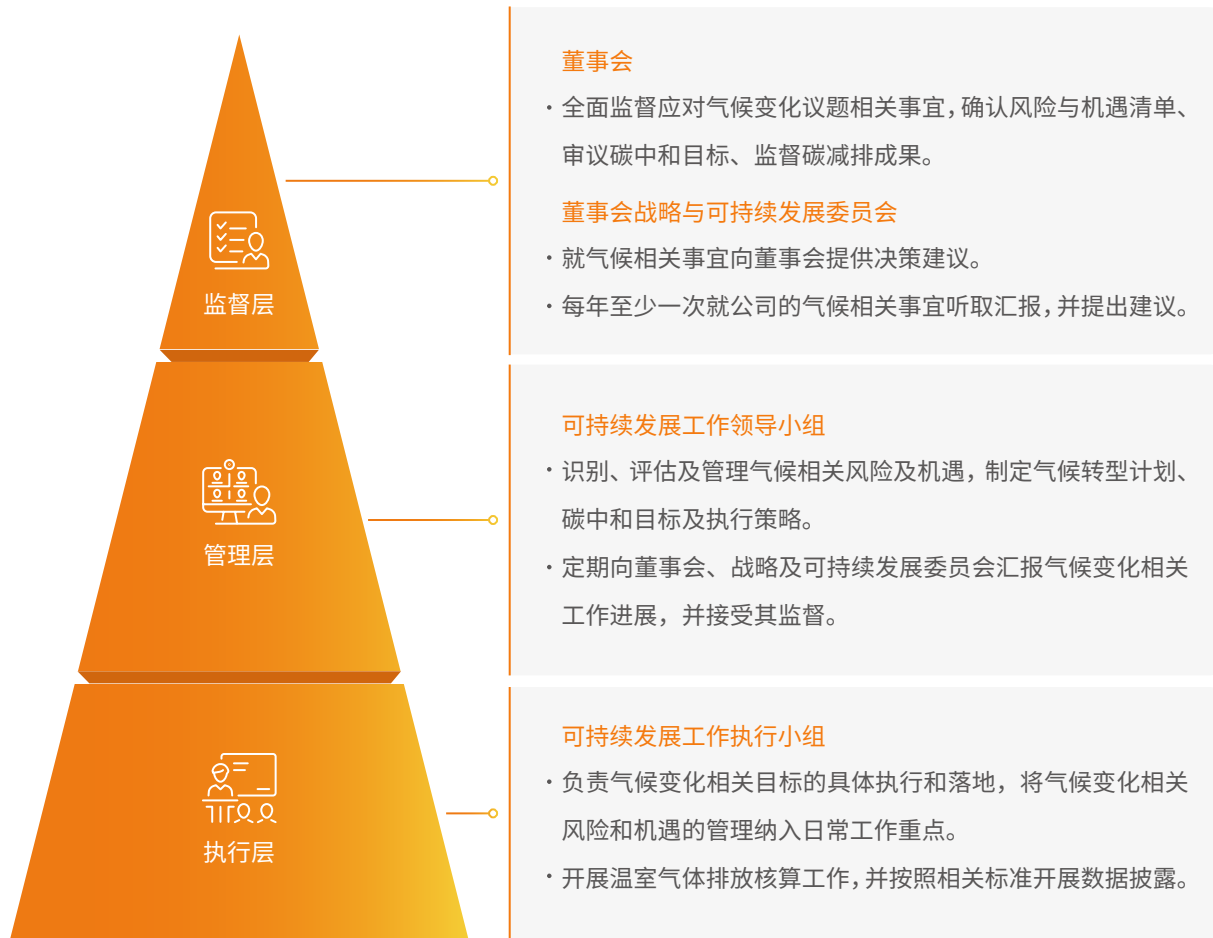 董事会
· 全面监督应对气候变化议题相关事宜，确认风险与机遇清单、
审议碳中和目标、监督碳减排成果。
董事会战略与可持续发展委员会
· 就气候相关事宜向董事会提供决策建议。
· 每年至少一次就公司的气候相关事宜听取汇报，并提出建议。
监督层
可持续发展工作领导小组
· 识别、评估及管理气候相关风险及机遇，制定气候转型计划、
碳中和目标及执行策略。
· 定期向董事会、战略及可持续发展委员会汇报气候变化相关
工作进展，并接受其监督。
管理层
可持续发展工作执行小组
· 负责气候变化相关目标的具体执行和落地，将气候变化相关
风险和机遇的管理纳入日常工作重点。
· 开展温室气体排放核算工作，并按照相关标准开展数据披露。
执行层